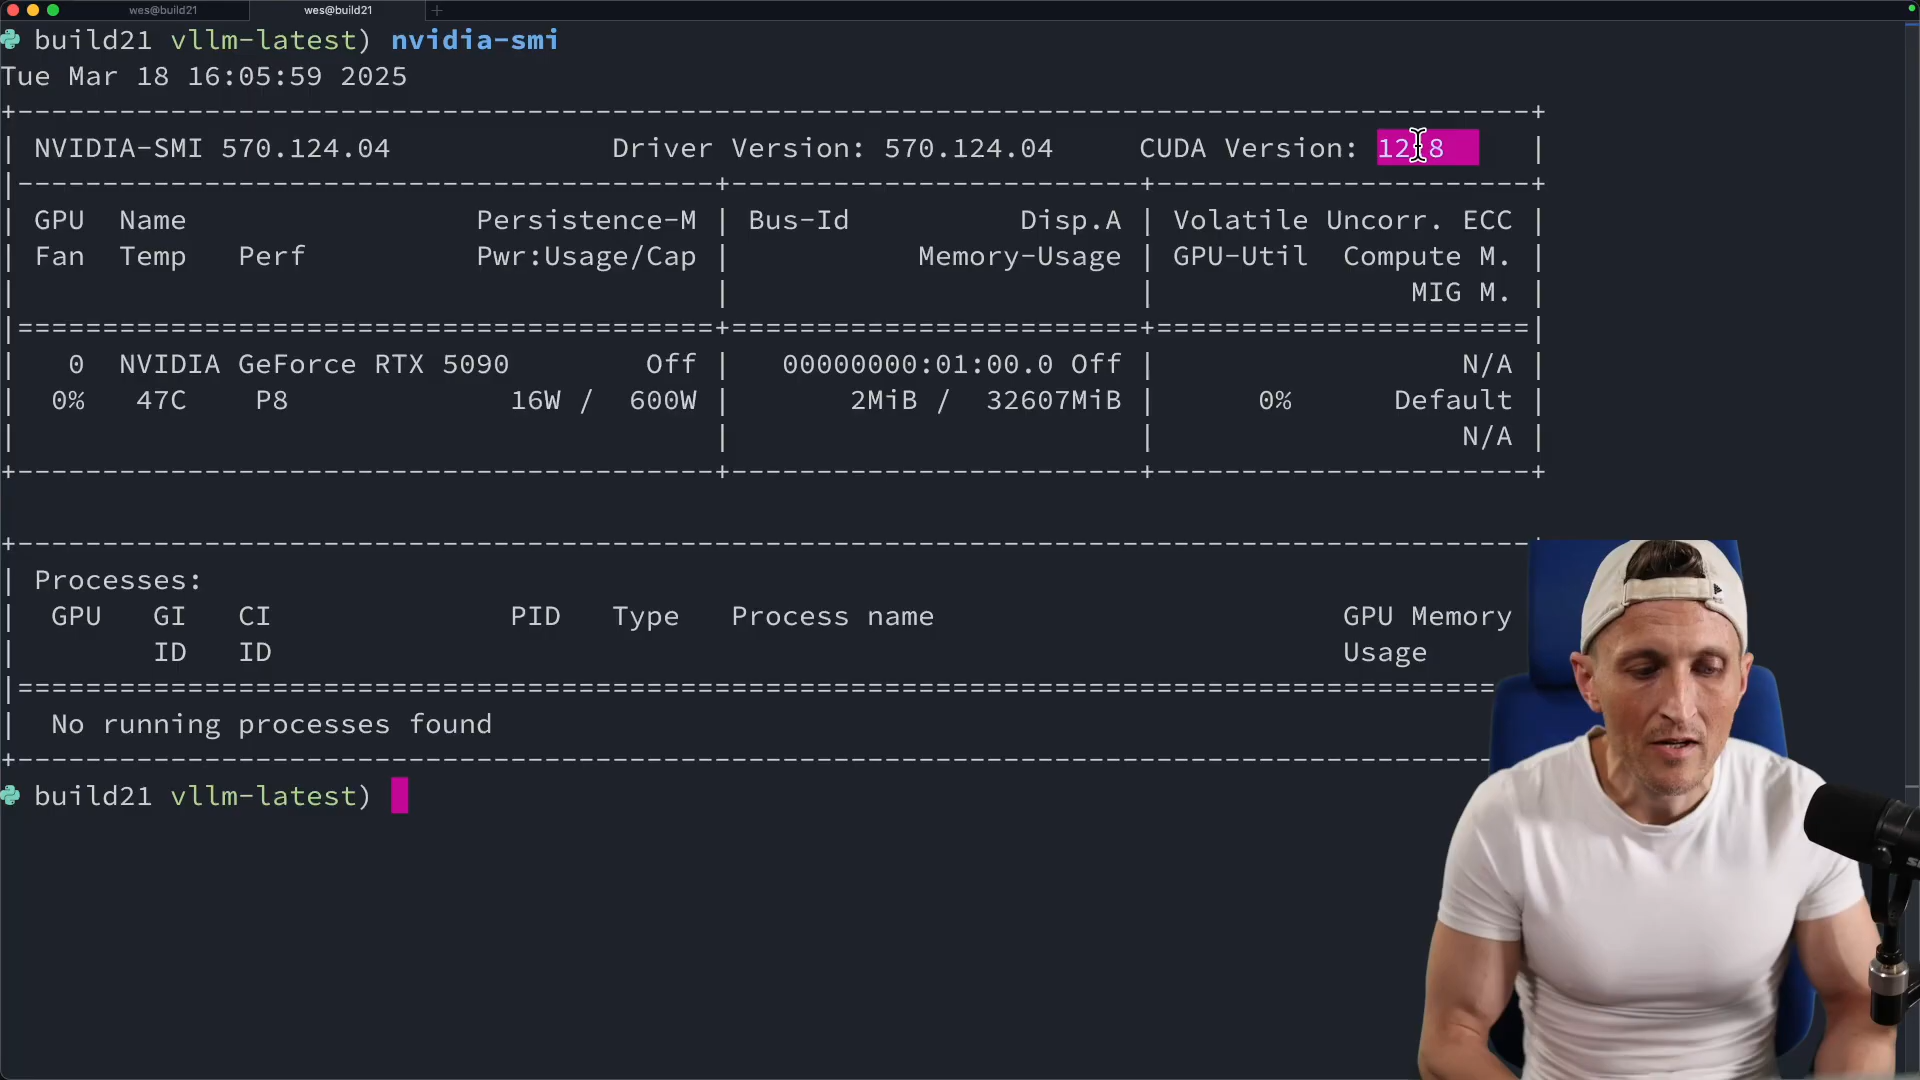 wes@build21 wes@build21 +
build21 vllm-latest) nvidia-smi
Tue Mar 18 16:05:59 2025
NVIDIA-SMI 570.124.04 Driver Version: 570.124.04 CUDA Version: 12.8
GPU Name Persistence-M | Bus-Id Disp.A | Volatile Uncorr. ECC
Fan Temp Perf Pwr:Usage/Cap | Memory-Usage | GPU-Util Compute M.
MIG M.
0 NVIDIA GeForce RTX 5090 Off | 00000000:01:00.0 Off | N/A
0% 47C P8 16W / 600W | 2MiB / 32607MiB | 0% Default
N/A
Processes:
GPU GI CI PID Type Process name GPU Memory
ID ID Usage
No running processes found
build21 vllm-latest)